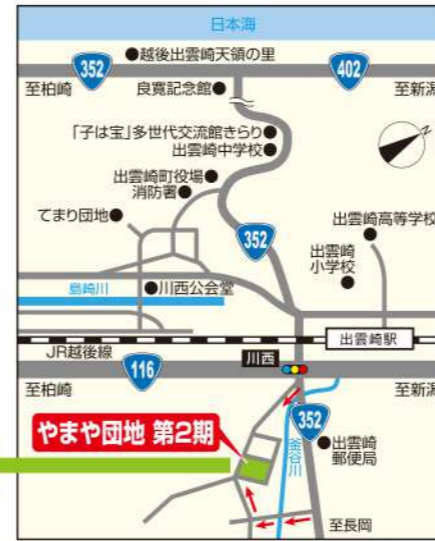 日本海
●越後出雲崎天領の里
352
402
至柏崎
良寛記念館●
至新潟
「子は宝」多世代交流館きらり●
出雲崎中学校●
出雲崎町役場●
消防署●
てまり団地●
352
出雲崎高等学校
出雲崎
小学校
島崎川
●川西公会堂
出雲崎駅
JR越後線
116
川西
至柏崎
至新潟
やまや団地 第2期
352
釜谷川
●出雲崎
郵便局
至長岡